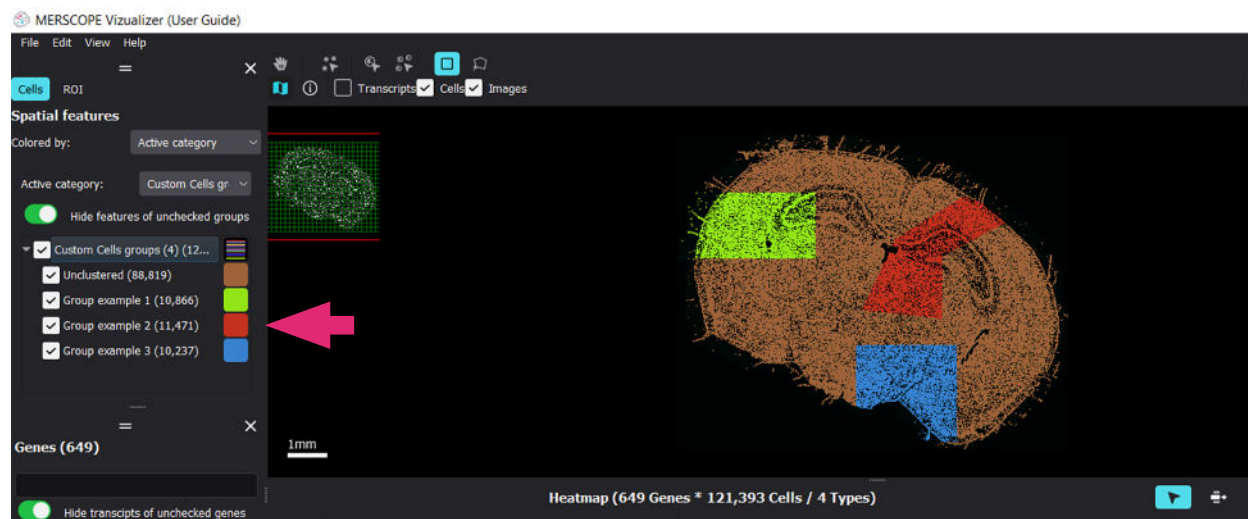 MERSCOPE Vizualizer (User Guide)
File Edit View Help
Cells ROI
Transcripts Cells Images
Spatial features
Colored by: Active category
Active category: Custom Cells gr
Hide features of unchecked groups
Custom Cells groups (4) (12...
Unclustered (88,819)
Group example 1 (10,866)
Group example 2 (11,471)
Group example 3 (10,237)
Genes (649)
1mm
Heatmap (649 Genes * 121,393 Cells / 4 Types)
Hide transcipts of unchecked genes